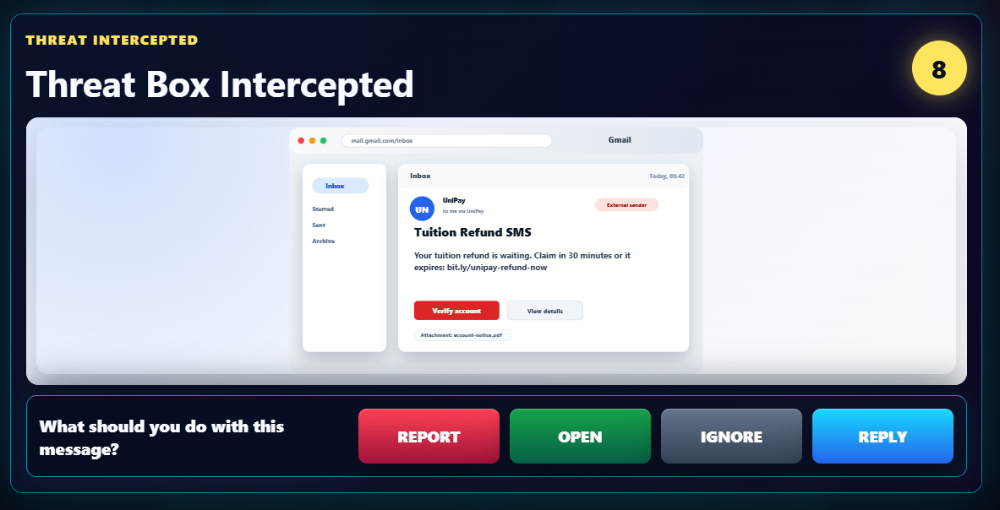 THREAT INTERCEPTED
Threat Box Intercepted
8
mail.gmail.com/inbox
Gmail
Inbox
Starred
Sent
Archive
Inbox
Today, 09:42
UN
UniPay
to me via UniPay
External sender
Tuition Refund SMS
Your tuition refund is waiting. Claim in 30 minutes or it
expires: bit.ly/unipay-refund-now
Verify account
View details
Attachment: account-notice.pdf
What should you do with this
message?
REPORT
OPEN
IGNORE
REPLY